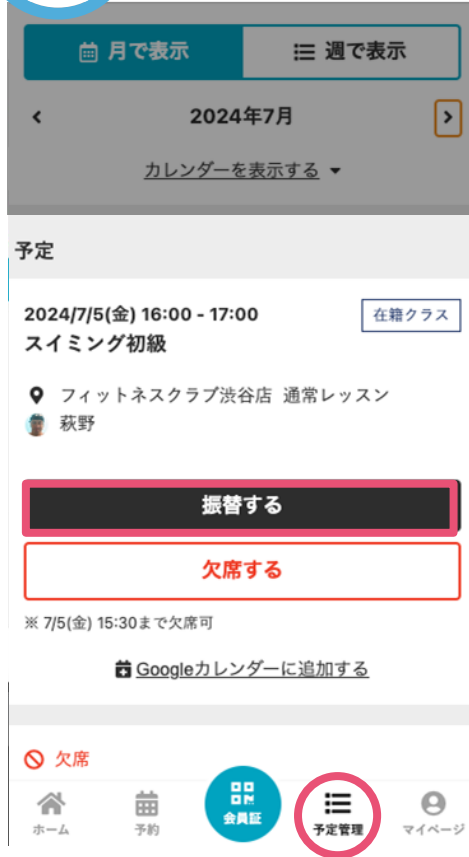 月で表示
週で表示
2024年7月
カレンダーを表示する
予定
2024/7/5(金) 16:00 - 17:00
在籍クラス
スイミング初級
フィットネスクラブ渋谷店 通常レッスン
萩野
振替する
欠席する
※ 7/5(金) 15:30まで欠席可
Googleカレンダーに追加する
欠席
ホーム
予約
会員証
予定管理
マイページ